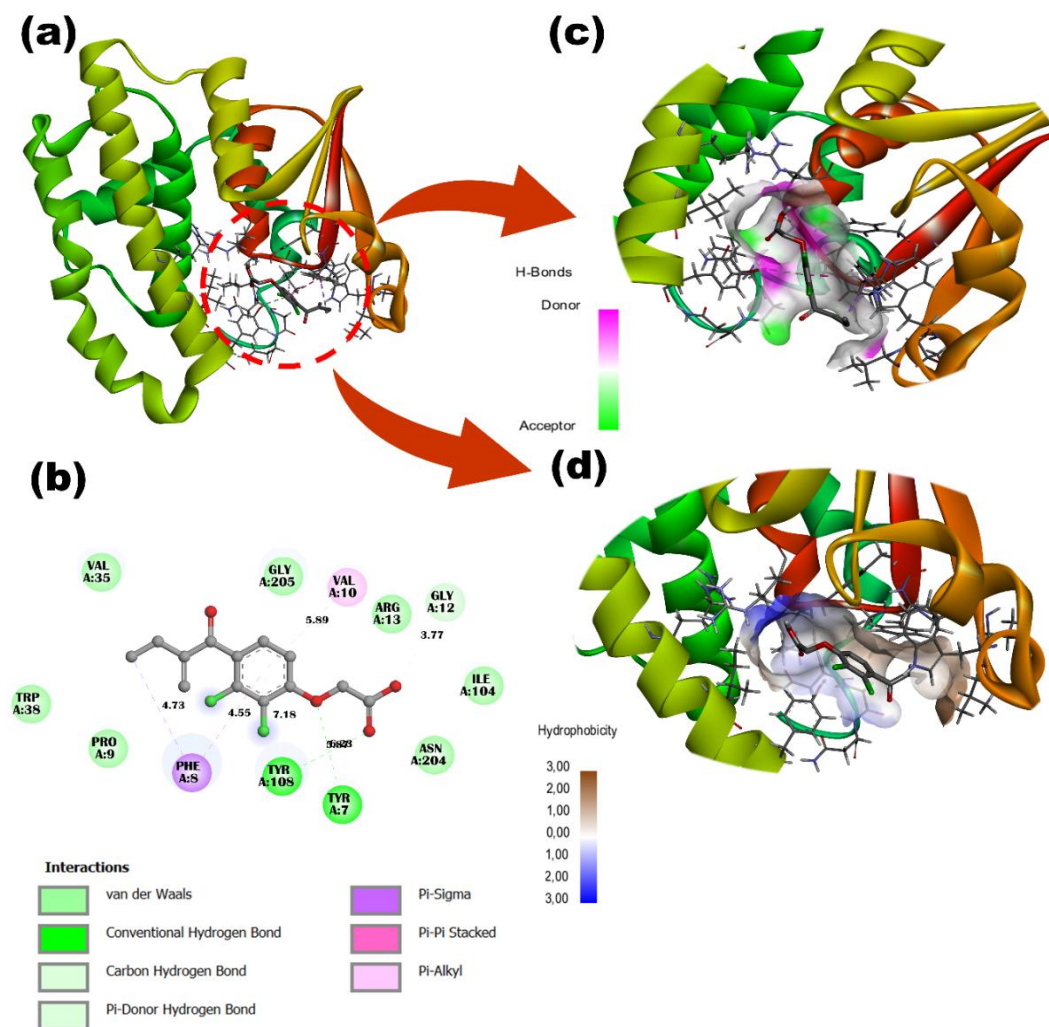 (a)
(c)
H-Bonds
Donor
Acceptor
(b)
(d)
VAL
A:35
GLY
A:205
VAL
A:10
ARG
A:13
GLY
A:12
5.89
3.77
TRP
A:38
ILE
A:104
4.73
4.55
7.18
PRO
A:9
PHE
A:8
TYR
A:108
TYR
A:7
ASN
A:204
Hydrophobicity
3,00
2,00
1,00
0,00
1,00
2,00
3,00
Interactions
van der Waals
Conventional Hydrogen Bond
Carbon Hydrogen Bond
Pi-Donor Hydrogen Bond
Pi-Sigma
Pi-Pi Stacked
Pi-Alkyl